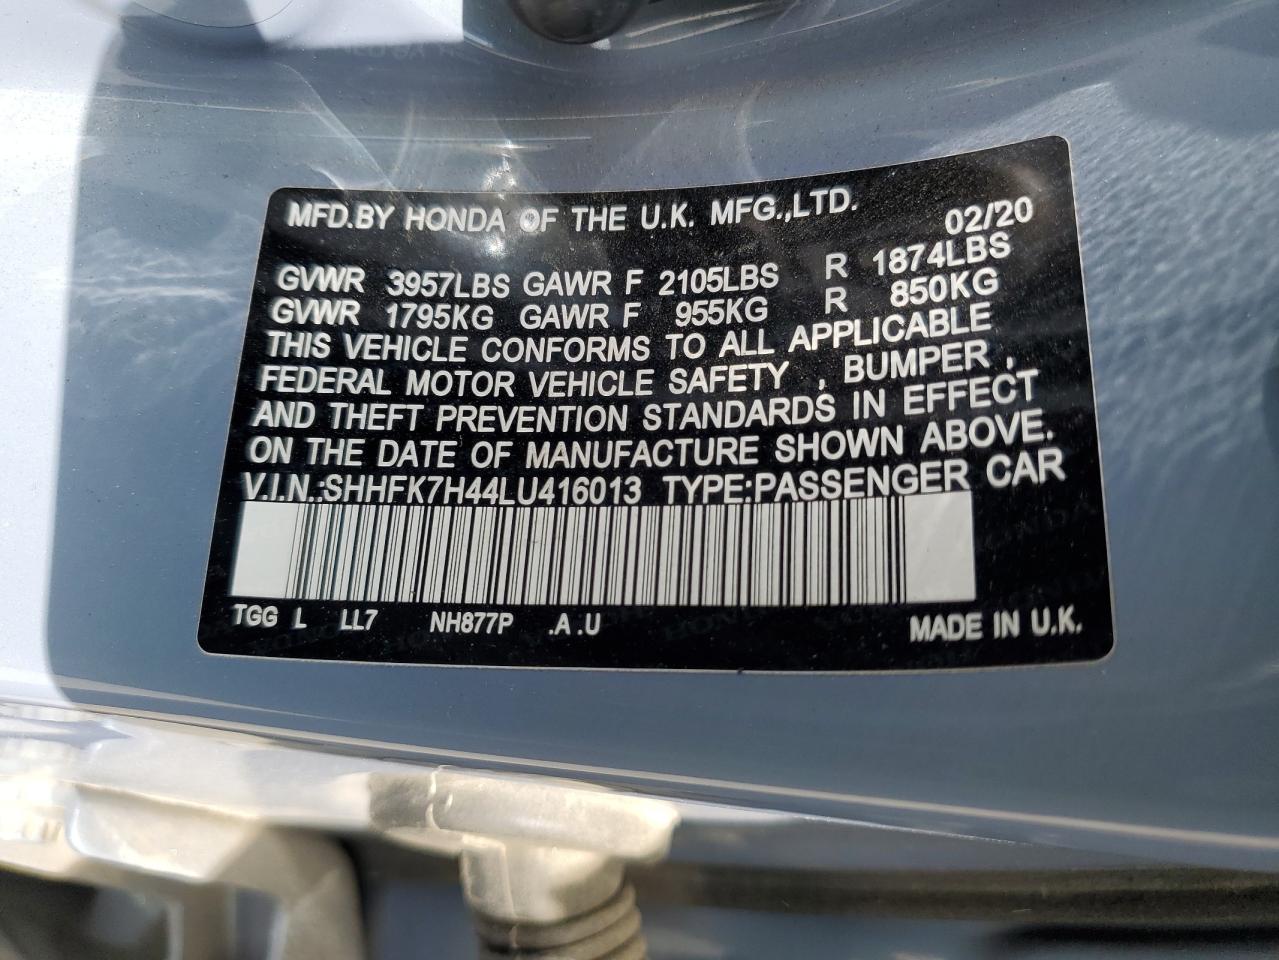 MFD.BY HONDA OF THE U.K. MFG.,LTD. 02/'20
GVWR 3957LBS GAWR F 2105LBS R 1874LBS
GVWR 1795KG GAWR F 955KG R 850KG
THIS VEHICLE CONFORMS TO ALL APPLICABLE
FEDERAL MOTOR VEHICLE SAFETY , BUMPER ,
AND THEFT PREVENTION STANDARDS IN EFFECT
ON THE DATE OF MANUFACTURE SHOWN ABOVE.
V.I.N.:SHHFK7H44LU416013 TYPE:PASSENGER CAR
TGG L LL7 NH877P .A .U MADE IN U.K.